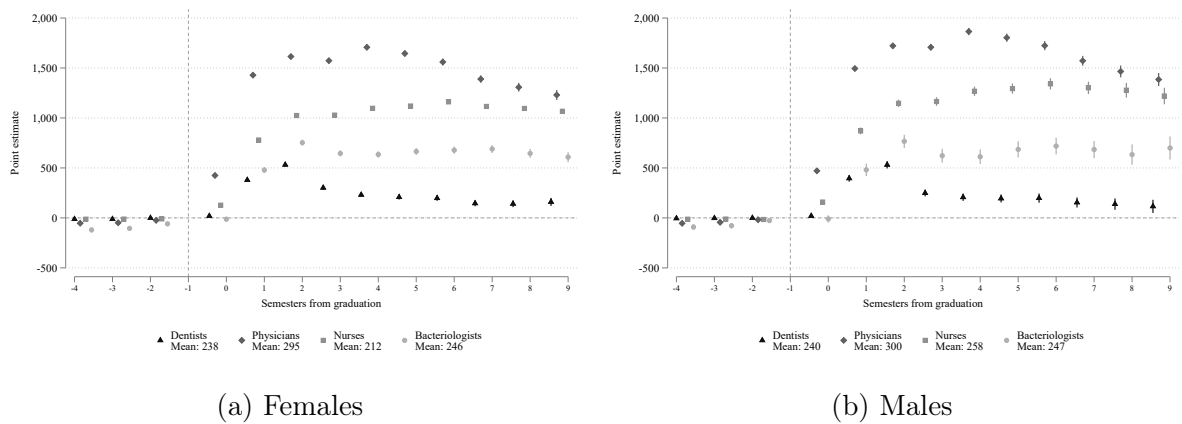 2,000
1,500
1,000
500
0
-500
Point estimate
-4 -3 -2 -1 0 1 2 3 4 5 6 7 8 9
Semesters from graduation
Dentists Physicians Nurses Bacteriologists
Mean: 238 Mean: 295 Mean: 212 Mean: 246
(a) Females
2,000
1,500
1,000
500
0
-500
Point estimate
-4 -3 -2 -1 0 1 2 3 4 5 6 7 8 9
Semesters from graduation
Dentists Physicians Nurses Bacteriologists
Mean: 240 Mean: 300 Mean: 258 Mean: 247
(b) Males